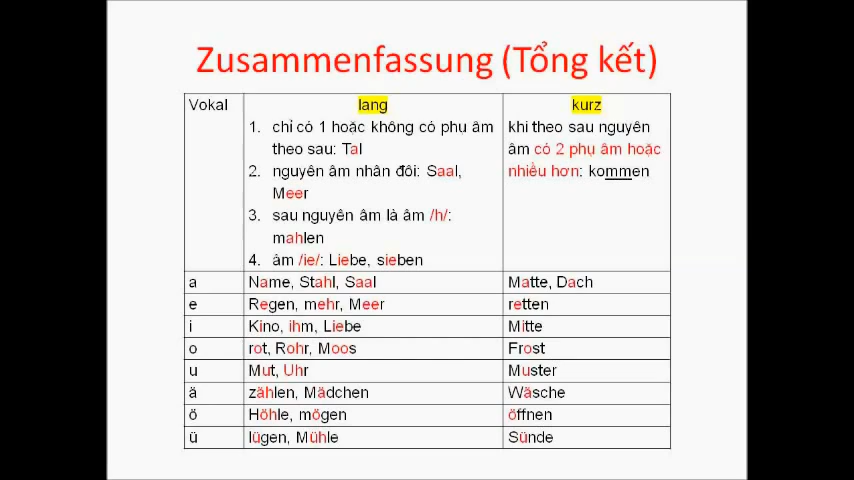 Zusammenfassung (Tổng kết)
Vokal lang kurz
1. chỉ có 1 hoặc không có phụ âm
theo sau: Tal
2. nguyên âm nhân đôi: Saal,
Meer
3. sau nguyên âm là âm /h/:
mahlen
4. âm /ie/: Liebe, sieben
khi theo sau nguyên
âm có 2 phụ âm hoặc
nhiều hơn: kommen
a Name, Stahl, Saal Matte, Dach
e Regen, mehr, Meer retten
i Kino, ihm, Liebe Mitte
o rot, Rohr, Moos Frost
u Mut, Uhr Muster
ä zählen, Mädchen Wäsche
ö Höhle, mögen öffnen
ü lügen, Mühle Sünde